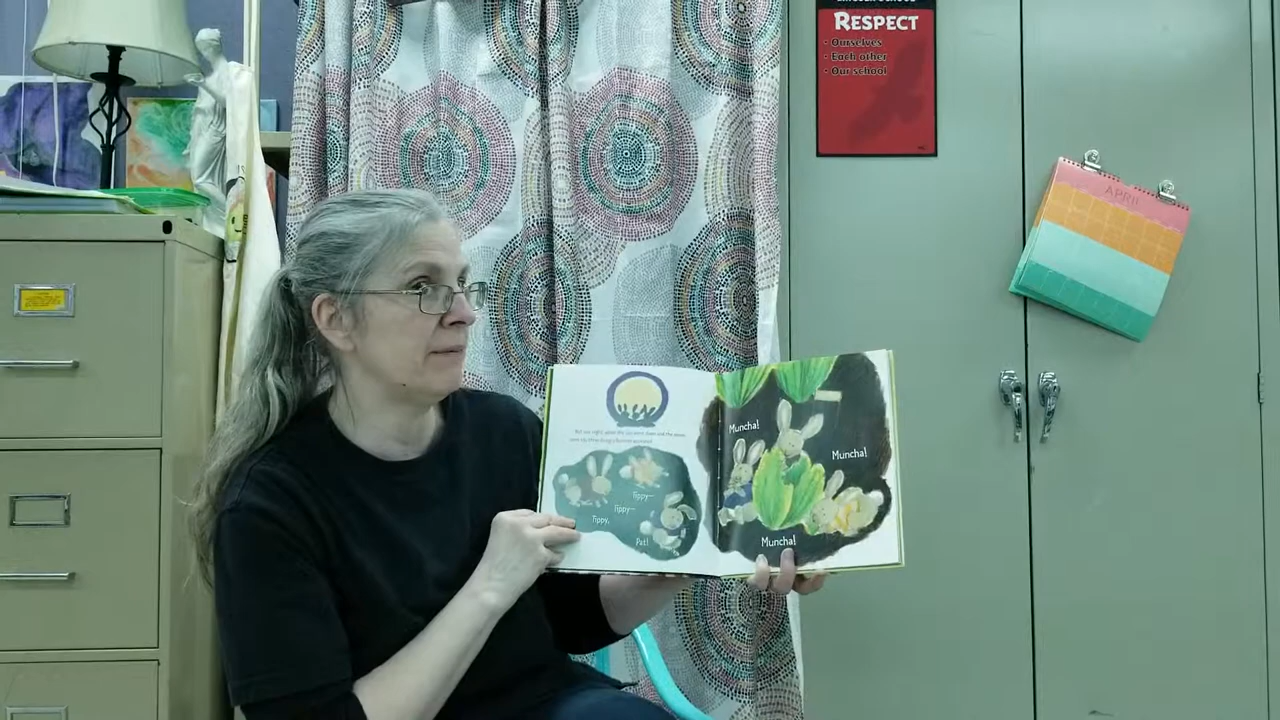 RESPECT
• Ourselves
• Each other
• Our school
APRIL
Tippy—
Tippy—
Tippy,
Pat!
Muncha!
Muncha!
Muncha!